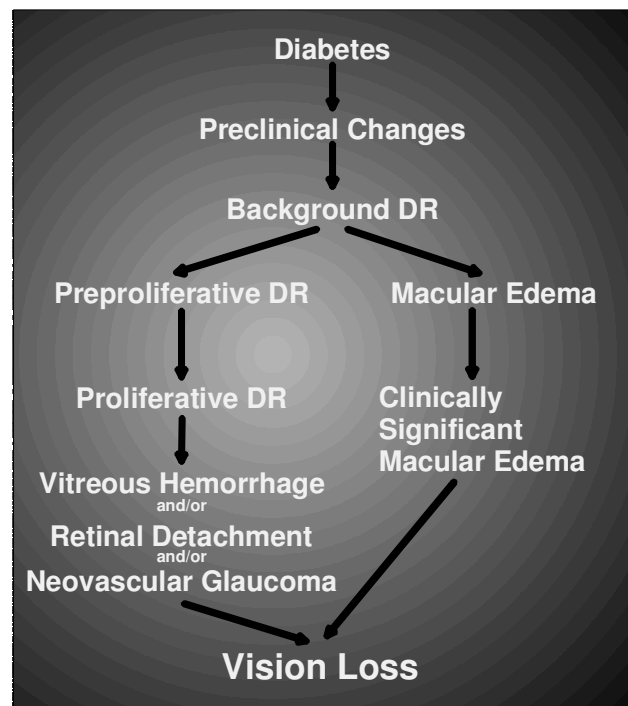 Diabetes
Preclinical Changes
Background DR
Preproliferative DR
Macular Edema
Proliferative DR
Clinically
Significant
Macular Edema
Vitreous Hemorrhage
and/or
Retinal Detachment
and/or
Neovascular Glaucoma
Vision Loss